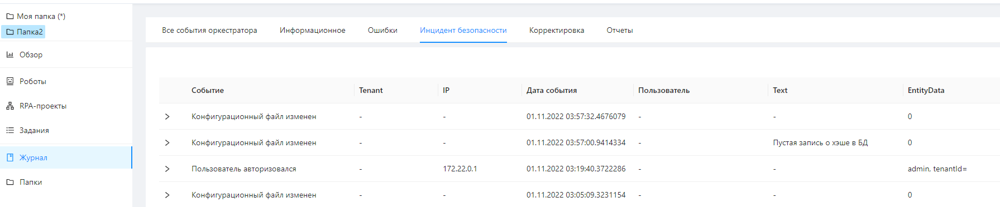 Моя папка (*)
Папка2
Обзор
Роботы
RPA-проекты
Задания
Журнал
Папки
Все события оркестратора Информационное Ошибки Инцидент безопасности Корректировка Отчеты
Событие Tenant IP Дата события Пользователь Text EntityData
Конфигурационный файл изменен - - 01.11.2022 03:57:32.4676079 - - 0
Конфигурационный файл изменен - - 01.11.2022 03:57:00.9414334 - Пустая запись о хэше в БД 0
Пользователь авторизовался - 172.22.0.1 01.11.2022 03:19:40.3722286 - - admin, tenantId=
Конфигурационный файл изменен - - 01.11.2022 03:05:09.3231154 - - 0